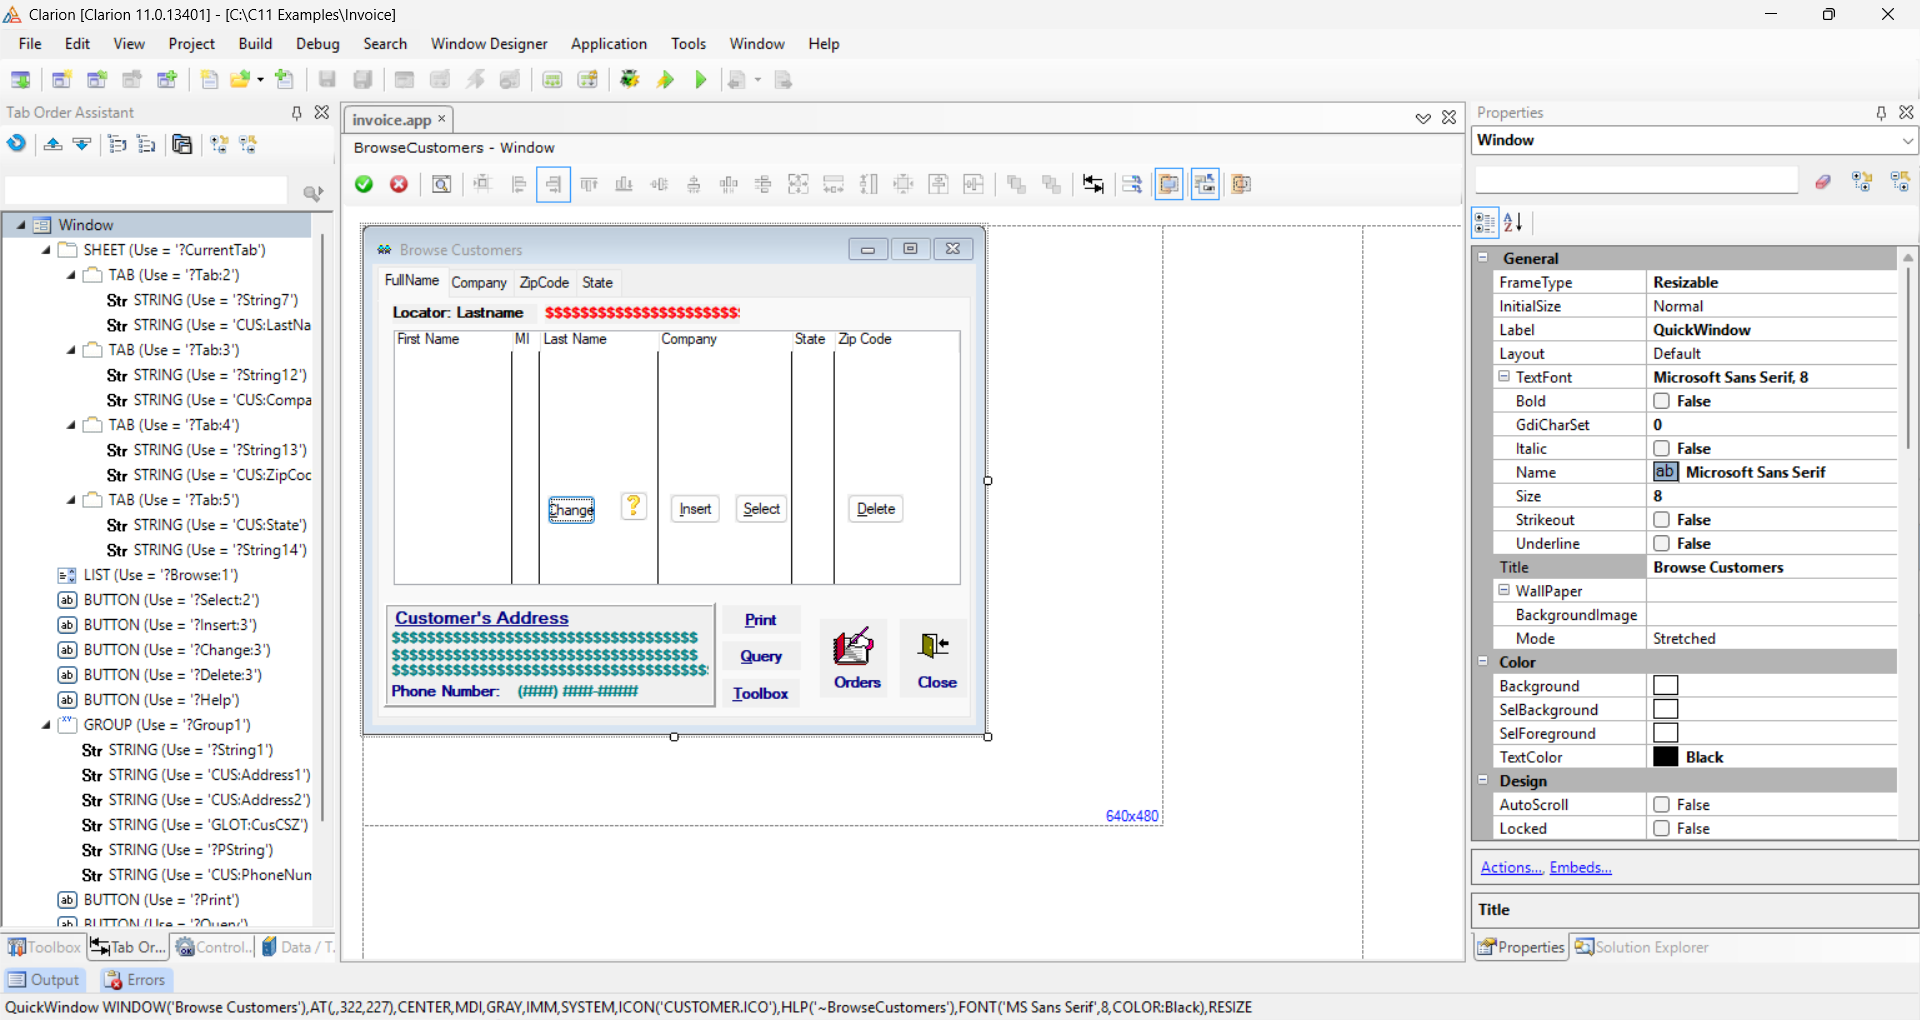 Clarion [Clarion 11.0.13401] - [C:\C11 Examples\Invoice]
File Edit View Project Build Debug Search Window Designer Application Tools Window Help
Tab Order Assistant
Window
SHEET (Use = '?CurrentTab')
TAB (Use = '?Tab:2')
Str STRING (Use = '?String7')
Str STRING (Use = 'CUS:LastNa
TAB (Use = '?Tab:3')
Str STRING (Use = '?String12')
Str STRING (Use = 'CUS:Compa
TAB (Use = '?Tab:4')
Str STRING (Use = '?String13')
Str STRING (Use = 'CUS:ZipCod
TAB (Use = '?Tab:5')
Str STRING (Use = 'CUS:State')
Str STRING (Use = '?String14')
LIST (Use = '?Browse:1')
ab BUTTON (Use = '?Select:2')
ab BUTTON (Use = '?Insert:3')
ab BUTTON (Use = '?Change:3')
ab BUTTON (Use = '?Delete:3')
ab BUTTON (Use = '?Help')
GROUP (Use = '?Group1')
Str STRING (Use = '?String1')
Str STRING (Use = 'CUS:Address1')
Str STRING (Use = 'CUS:Address2')
Str STRING (Use = 'GLOT:CusCSZ')
Str STRING (Use = '?PString')
Str STRING (Use = 'CUS:PhoneNun
ab BUTTON (Use = '?Print')
ab BUTTON (Use = '?Query')
Toolbox Tab Or... Control... Data / T.
invoice.app
BrowseCustomers - Window
Browse Customers
FullName Company ZipCode State
Locator: Lastname $$$$$$$$$$$$$$$$$$$$$$
First Name MI Last Name Company State Zip Code
Change ? Insert Select Delete
Customer's Address
$$$$$$$$$$$$$$$$$$$$$$$$$$$$$$$$$$$
$$$$$$$$$$$$$$$$$$$$$$$$$$$$$$$$$$$
$$$$$$$$$$$$$$$$$$$$$$$$$$$$$$$$$$$$
Phone Number: (###) ###-####
Print
Query
Toolbox
Orders
Close
640x480
Properties
Window
General
FrameType Resizable
InitialSize Normal
Label QuickWindow
Layout Default
TextFont Microsoft Sans Serif, 8
Bold False
GdiCharSet 0
Italic False
Name ab Microsoft Sans Serif
Size 8
Strikeout False
Underline False
Title Browse Customers
WallPaper
BackgroundImage
Mode Stretched
Color
Background
SelBackground
SelForeground
TextColor Black
Design
AutoScroll False
Locked False
Actions... Embeds...
Title
Properties Solution Explorer
Output Errors
QuickWindow WINDOW('Browse Customers'),AT(,,322,227),CENTER,MDI,GRAY,IMM,SYSTEM,ICON('CUSTOMER.ICO'),HLP('~BrowseCustomers'),FONT('MS Sans Serif',8,COLOR:Black),RESIZE